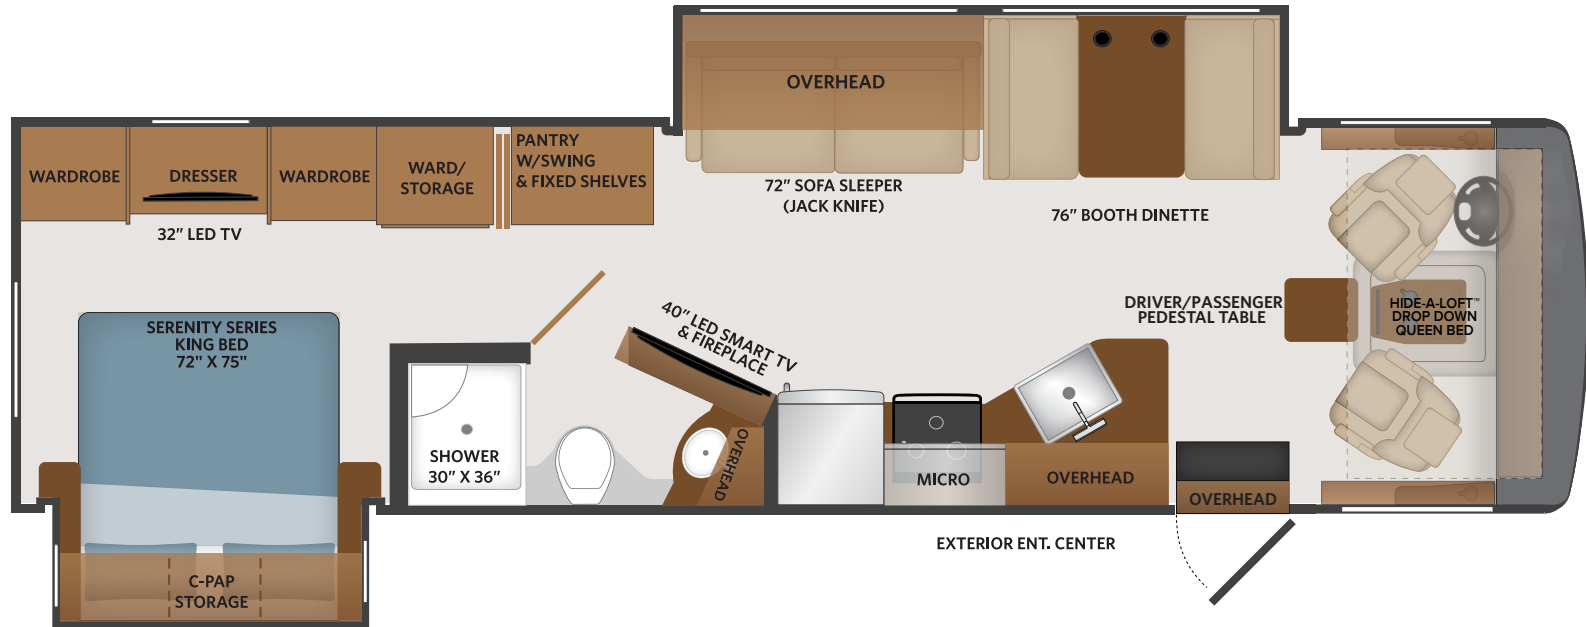 OVERHEAD
PANTRY
W/SWING
& FIXED SHELVES
WARDROBE
DRESSER
WARDROBE
WARD/
STORAGE
72" SOFA SLEEPER
(JACK KNIFE)
76" BOOTH DINETTE
32" LED TV
DRIVER/PASSENGER
PEDESTAL TABLE
HIDE-A-LOFT™
DROP DOWN
QUEEN BED
SERENITY SERIES
KING BED
72" X 75"
40" LED SMART TV
& FIREPLACE
SHOWER
30" X 36"
OVERHEAD
MICRO
OVERHEAD
OVERHEAD
EXTERIOR ENT. CENTER
C-PAP
STORAGE